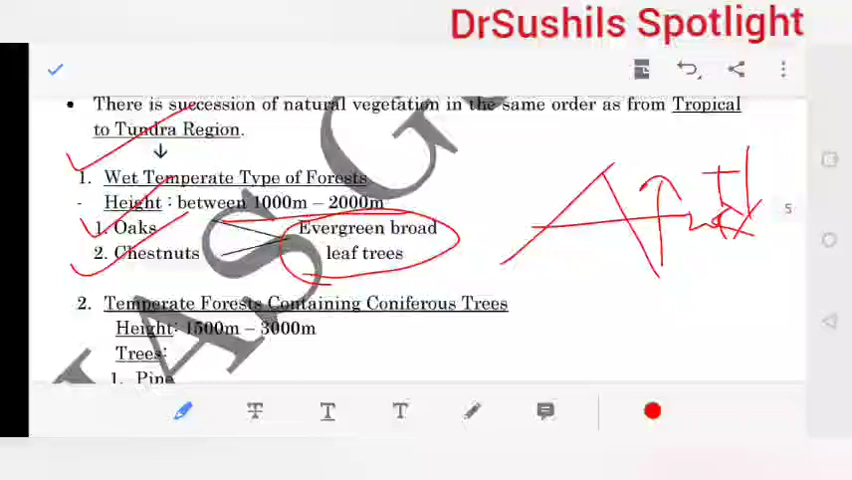 DrSushils Spotlight
• There is succession of natural vegetation in the same order as from Tropical
to Tundra Region.
↓
1. Wet Temperate Type of Forests
- Height : between 1000m – 2000m
1. Oaks
Evergreen broad
2. Chestnuts
leaf trees
5
2. Temperate Forests Containing Coniferous Trees
Height: 1500m – 3000m
Trees:
1. Pine